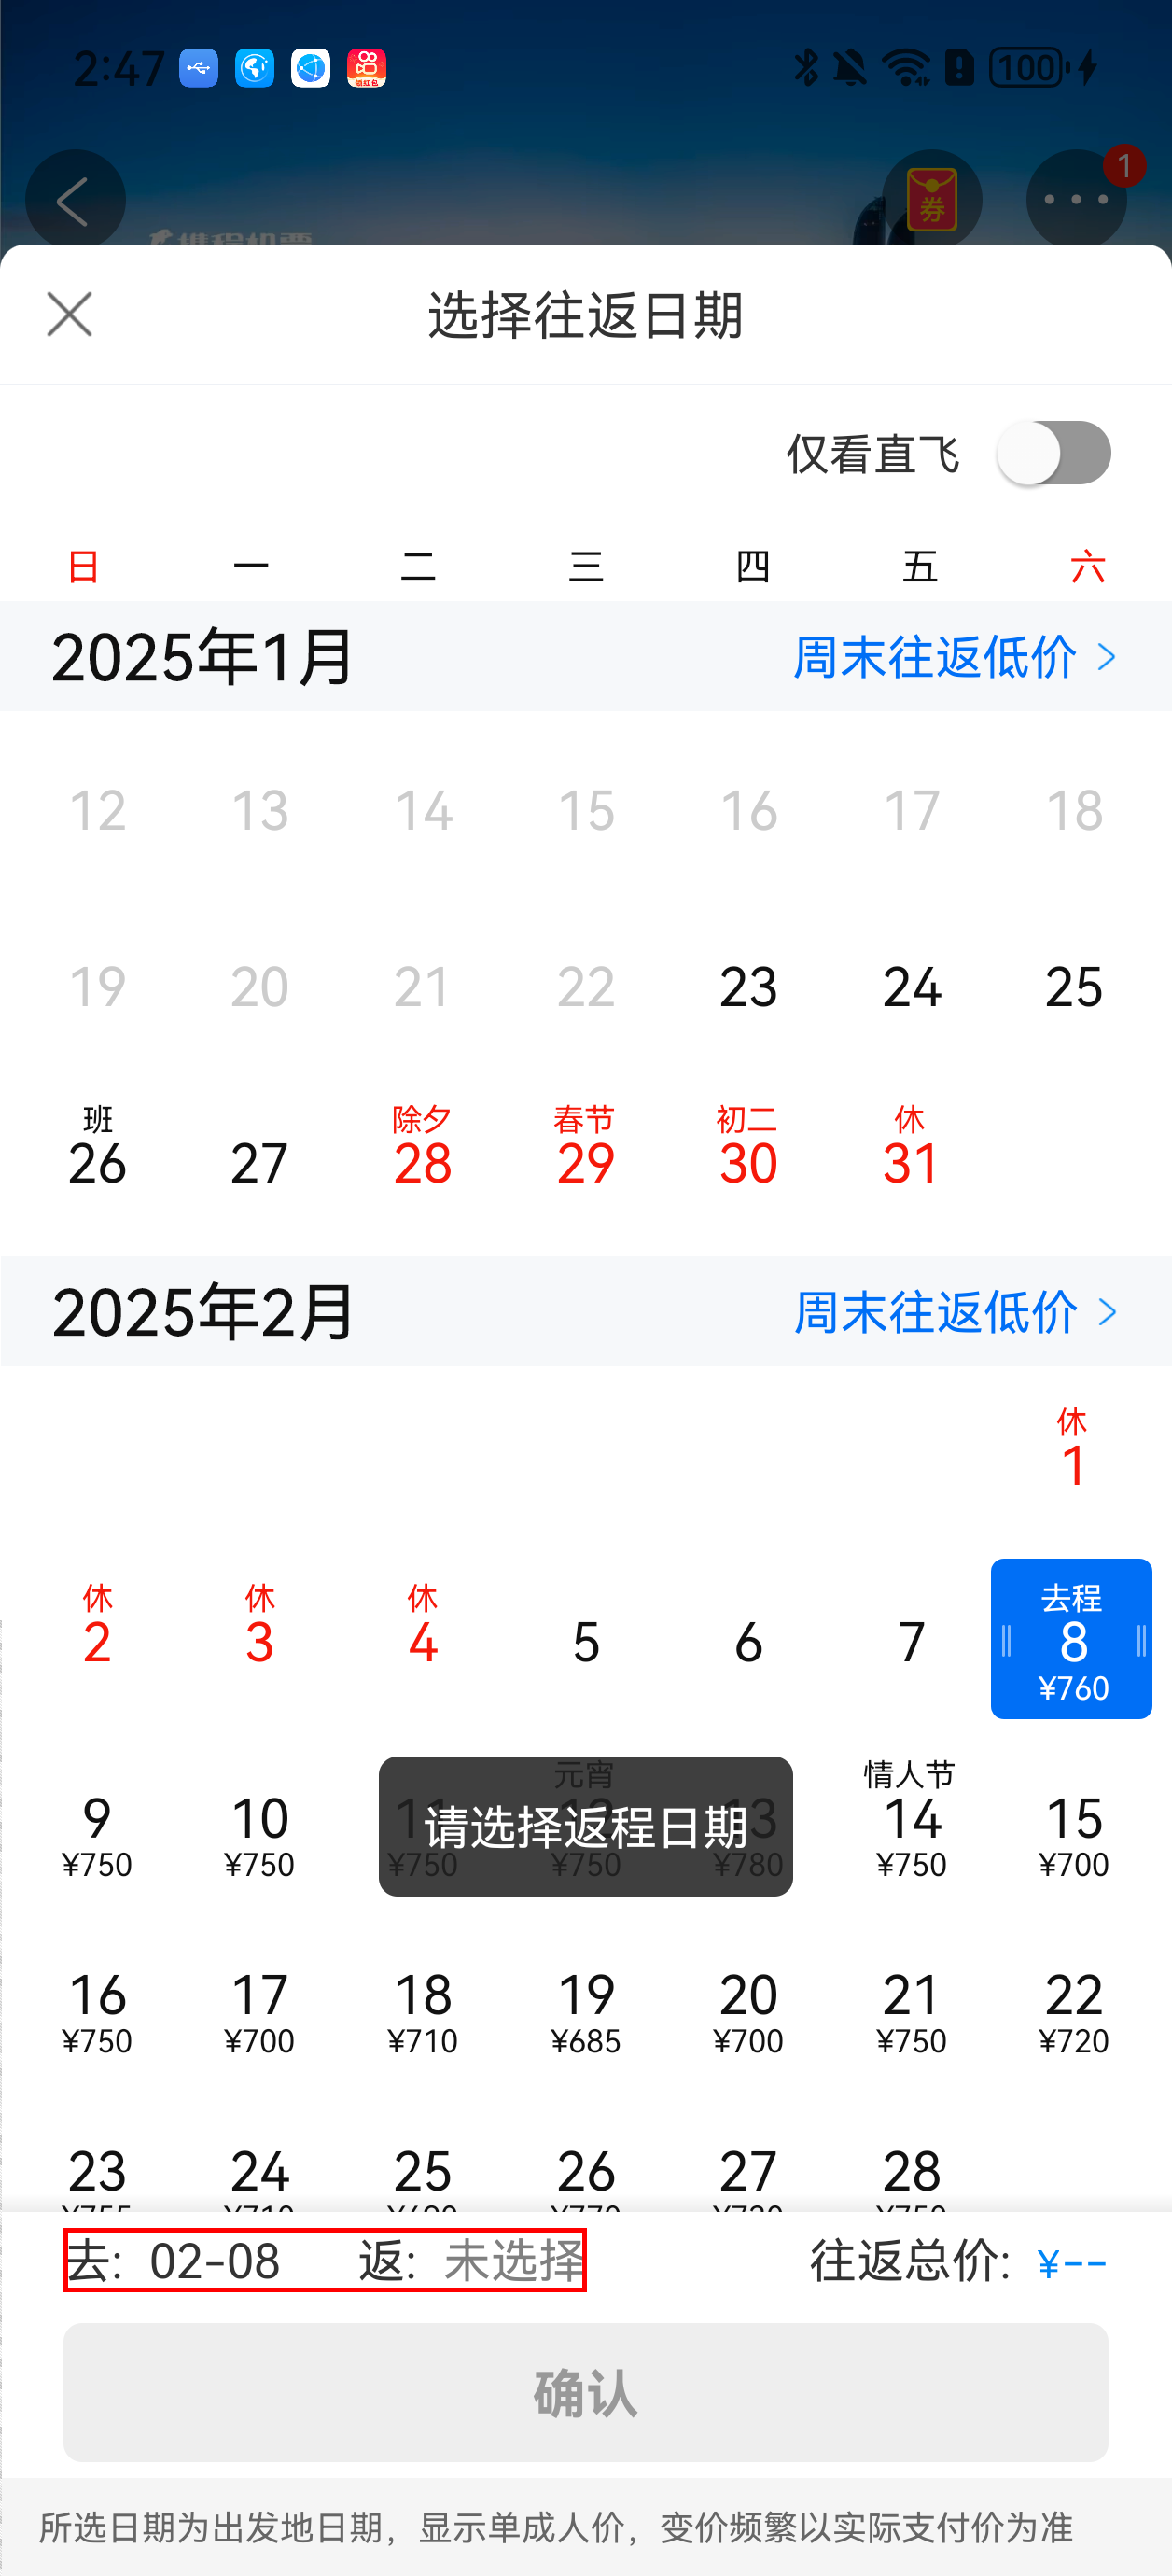 2:47
100
券
1
选择往返日期
仅看直飞
日 一 二 三 四 五 六
2025年1月 周末往返低价
12 13 14 15 16 17 18
19 20 21 22 23 24 25
班 除夕 春节 初二 休
26 27 28 29 30 31
2025年2月 周末往返低价
休
1
休 休 休 去程
2 3 4 5 6 7 8
¥760
元宵 情人节
9 10 11 12 13 14 15
¥750 ¥750 ¥750 ¥750 ¥780 ¥750 ¥700
请选择返程日期
16 17 18 19 20 21 22
¥750 ¥700 ¥710 ¥685 ¥700 ¥750 ¥720
23 24 25 26 27 28
去: 02-08 返: 未选择 往返总价: ¥--
确认
所选日期为出发地日期，显示单成人价，变价频繁以实际支付价为准